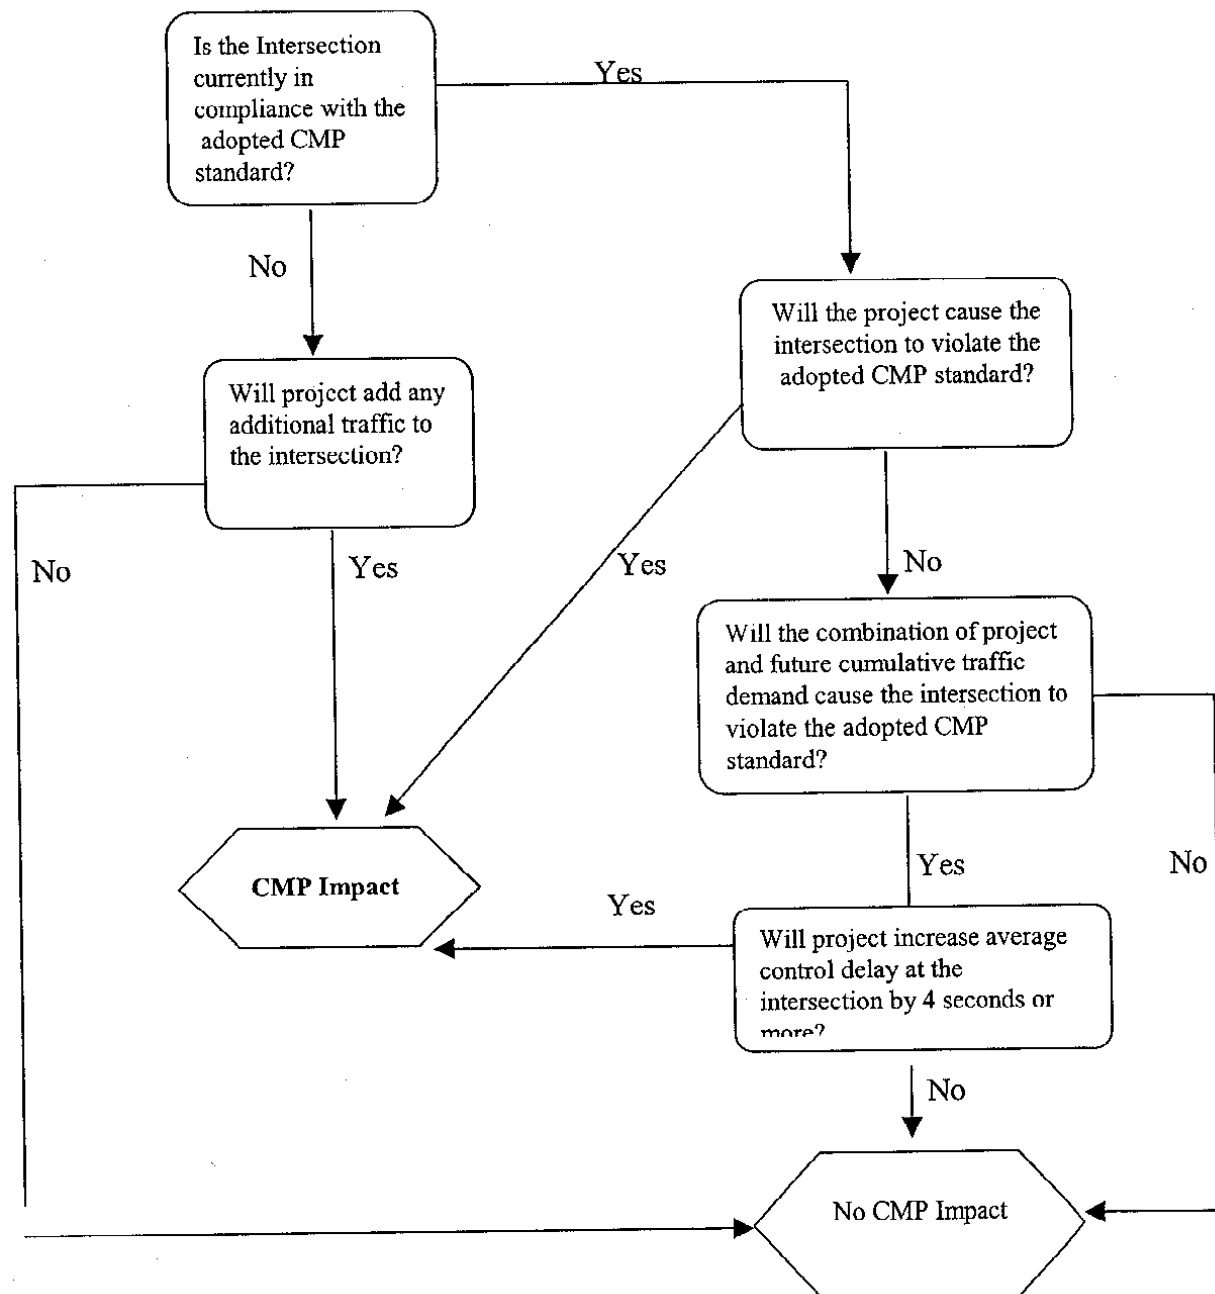 Is the Intersection
currently in
compliance with the
adopted CMP
standard?
Yes
No
Will the project cause the
intersection to violate the
adopted CMP standard?
Will project add any
additional traffic to
the intersection?
No
Yes
Yes
No
Will the combination of project
and future cumulative traffic
demand cause the intersection to
violate the adopted CMP
standard?
Yes
No
CMP Impact
Yes
Will project increase average
control delay at the
intersection by 4 seconds or
more?
No
No CMP Impact